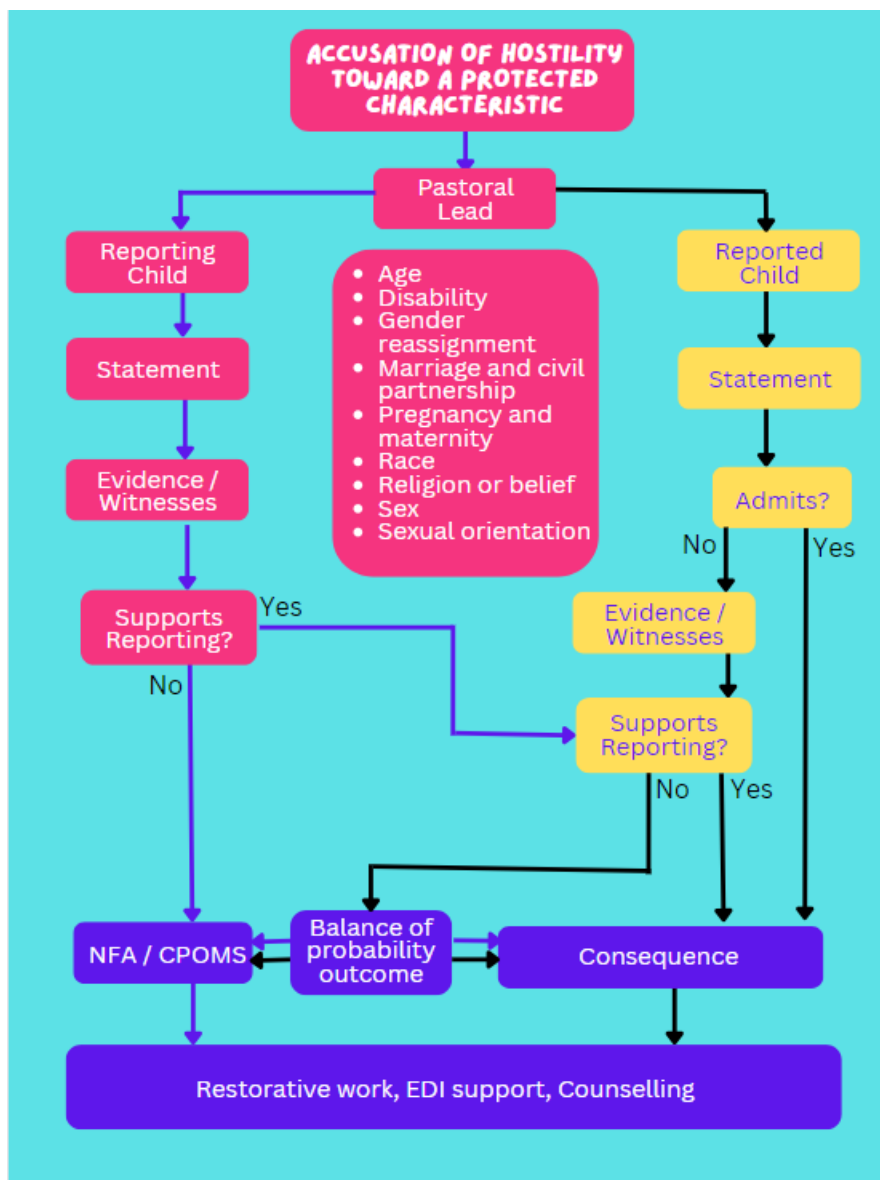 ACCUSATION OF HOSTILITY
TOWARD A PROTECTED
CHARACTERISTIC
Pastoral
Lead
Reporting
Child
Reported
Child
• Age
• Disability
• Gender
reassignment
• Marriage and civil
partnership
• Pregnancy and
maternity
• Race
• Religion or belief
• Sex
• Sexual orientation
Statement
Statement
Evidence /
Witnesses
Admits?
No
Yes
Supports
Reporting?
Yes
No
Evidence /
Witnesses
Supports
Reporting?
No
Yes
NFA / CPOMS
Balance of
probability
outcome
Consequence
Restorative work, EDI support, Counselling